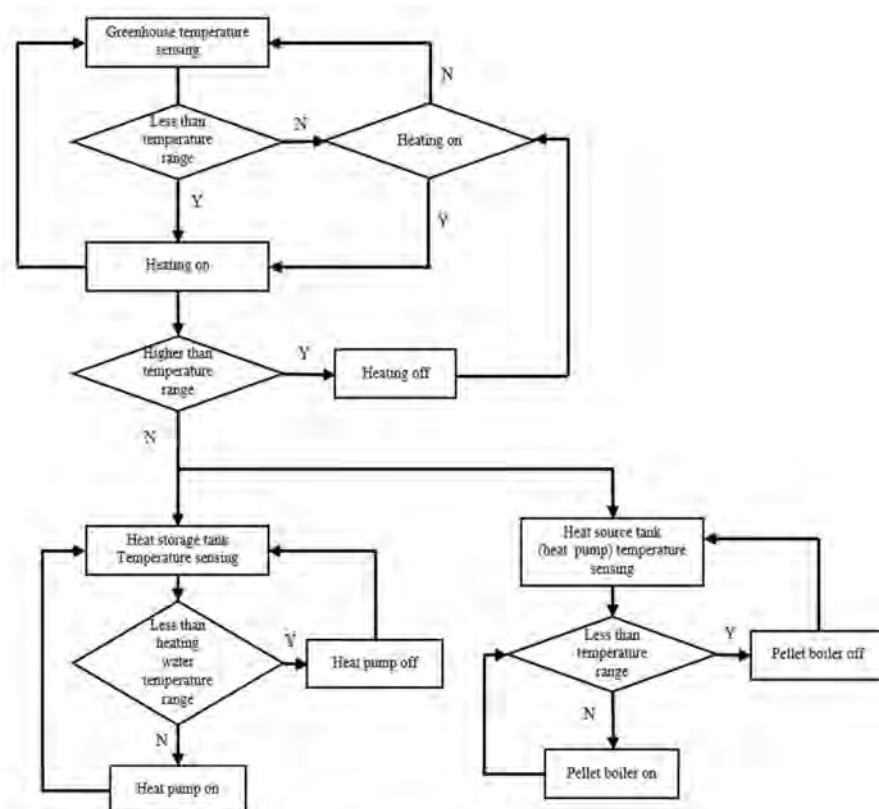 Greenhouse temperature
sensing
N
Less than
temperature
range
N
Heating on
Y
Y
Heating on
Higher than
temperature
range
Y
Heating off
N
Heat storage tank
Temperature sensing
Heat source tank
(heat pump) temperature
sensing
Less than
heating
water
temperature
range
Y
Heat pump off
Less than
temperature
range
Y
Pellet boiler off
N
N
Heat pump on
Pellet boiler on